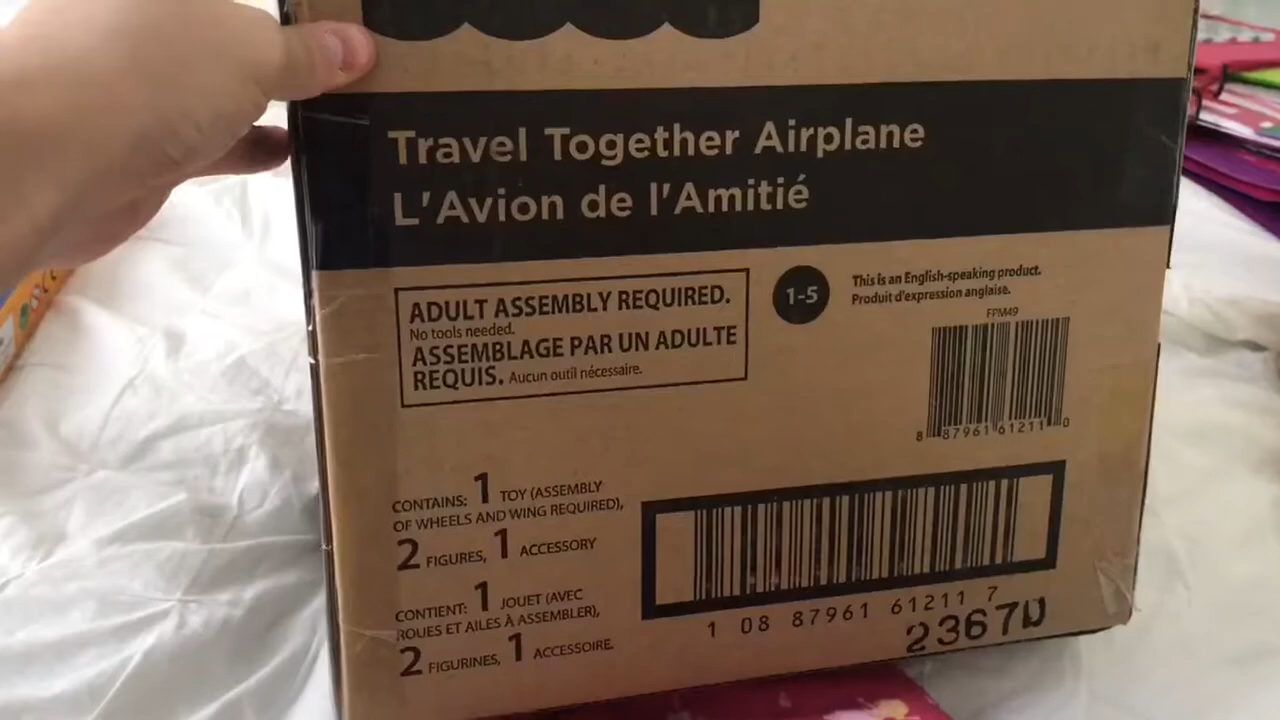 Travel Together Airplane
L'Avion de l'Amitié
ADULT ASSEMBLY REQUIRED.
No tools needed.
ASSEMBLAGE PAR UN ADULTE
REQUIS. Aucun outil nécessaire.
1-5
This is an English-speaking product.
Produit d'expression anglaise.
FPM49
8 87961 61211 0
CONTAINS: 1 TOY (ASSEMBLY
OF WHEELS AND WING REQUIRED),
2 FIGURES, 1 ACCESSORY
CONTIENT: 1 JOUET (AVEC
ROUES ET AILES À ASSEMBLER),
2 FIGURINES, 1 ACCESSOIRE.
1 08 87961 61211 7
2367